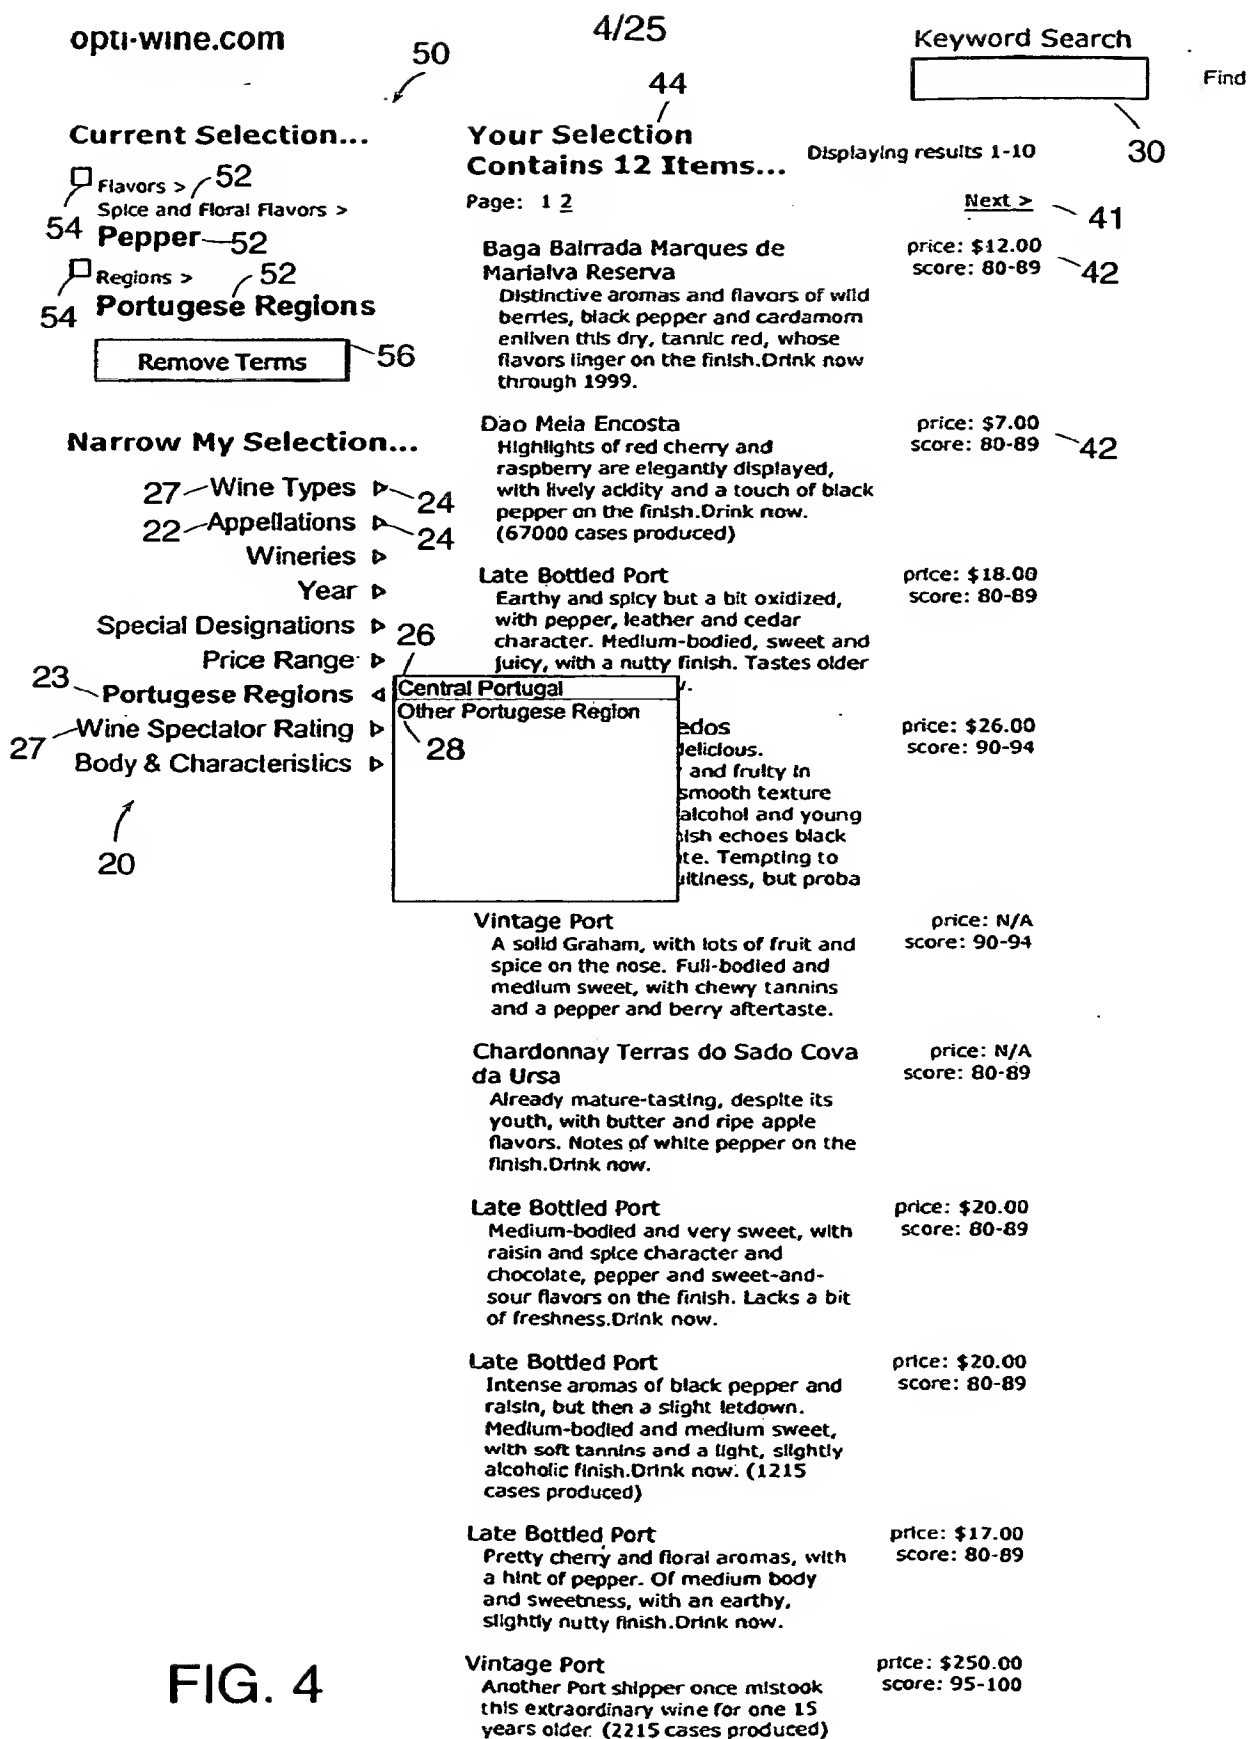 opti-wine.com
4/25
Keyword Search
Find
30
50
Current Selection...
54
Flavors > 52
Spice and Floral Flavors >
Pepper 52
54
Regions > 52
Portugese Regions
Remove Terms 56
Narrow My Selection...
27 Wine Types 24
22 Appellations 24
Wineries
Year
Special Designations
Price Range
23 Portugese Regions
27 Wine Spectator Rating
Body & Characteristics
20
26
Central Portugal
Other Portugese Region
28
44
Your Selection
Contains 12 Items...
Displaying results 1-10
Page: 1 2
Next > 41
Baga Bairrada Marques de
Marialva Reserva
price: $12.00
score: 80-89 42
Distinctive aromas and flavors of wild
berries, black pepper and cardamom
enliven this dry, tannic red, whose
flavors linger on the finish.Drink now
through 1999.
Dao Meia Encosta
price: $7.00
score: 80-89 42
Highlights of red cherry and
raspberry are elegantly displayed,
with lively acidity and a touch of black
pepper on the finish.Drink now.
(67000 cases produced)
Late Bottled Port
price: $18.00
score: 80-89
Earthy and spicy but a bit oxidized,
with pepper, leather and cedar
character. Medium-bodied, sweet and
juicy, with a nutty finish. Tastes older
edos
price: $26.00
score: 90-94
delicious.
and fruity in
smooth texture
alcohol and young
ish echoes black
te. Tempting to
uitiness, but proba
Vintage Port
price: N/A
score: 90-94
A solid Graham, with lots of fruit and
spice on the nose. Full-bodied and
medium sweet, with chewy tannins
and a pepper and berry aftertaste.
Chardonnay Terras do Sado Cova
da Ursa
price: N/A
score: 80-89
Already mature-tasting, despite its
youth, with butter and ripe apple
flavors. Notes of white pepper on the
finish.Drink now.
Late Bottled Port
price: $20.00
score: 80-89
Medium-bodied and very sweet, with
raisin and spice character and
chocolate, pepper and sweet-and-
sour flavors on the finish. Lacks a bit
of freshness.Drink now.
Late Bottled Port
price: $20.00
score: 80-89
Intense aromas of black pepper and
raisin, but then a slight letdown.
Medium-bodied and medium sweet,
with soft tannins and a light, slightly
alcoholic finish.Drink now. (1215
cases produced)
Late Bottled Port
price: $17.00
score: 80-89
Pretty cherry and floral aromas, with
a hint of pepper. Of medium body
and sweetness, with an earthy,
slightly nutty finish.Drink now.
Vintage Port
price: $250.00
score: 95-100
Another Port shipper once mistook
this extraordinary wine for one 15
years older. (2215 cases produced)
FIG. 4